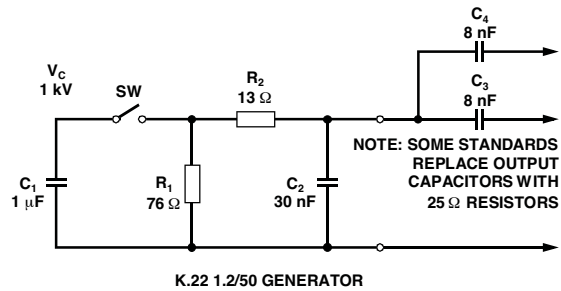 C4
8 nF
VC
1 kV
SW
R2
13 Ω
C3
8 nF
NOTE: SOME STANDARDS
REPLACE OUTPUT
CAPACITORS WITH
25 Ω RESISTORS
C1
1 μF
R1
76 Ω
C2
30 nF
K.22 1.2/50 GENERATOR